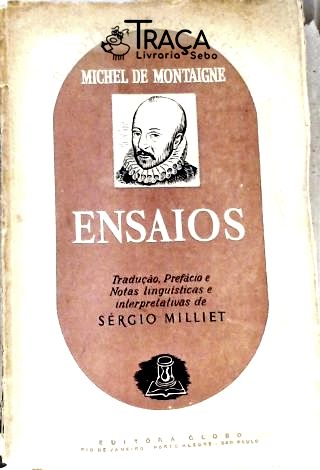 TRAÇA
Livraria Sebo
MICHEL DE MONTAIGNE
ENSAIOS
Tradução, Prefácio e
Notas linguísticas e
interpretativas de
SÉRGIO MILLIET
EDITÔRA GLOBO
RIO DE JANEIRO - PORTO ALEGRE - SÃO PAULO